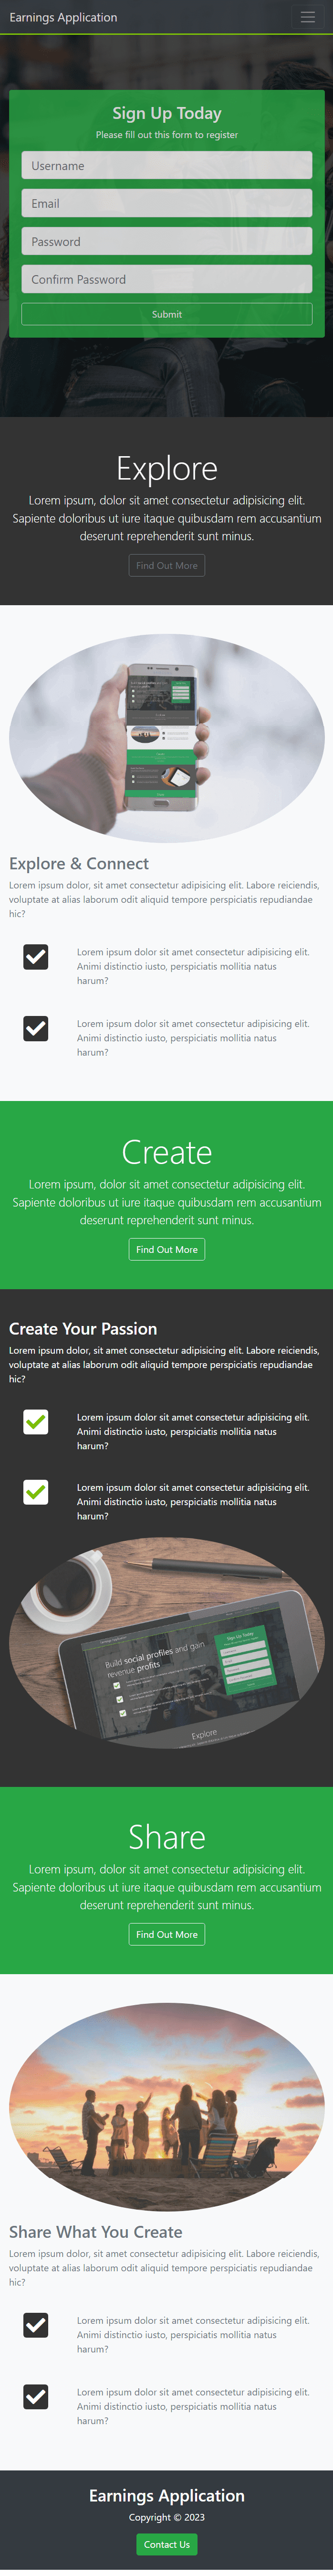 Earnings Application
Sign Up Today
Please fill out this form to register
Username
Email
Password
Confirm Password
Submit
Explore
Lorem ipsum, dolor sit amet consectetur adipisicing elit.
Sapiente doloribus ut iure itaque quibusdam rem accusantium
deserunt reprehenderit sunt minus.
Find Out More
Explore & Connect
Lorem ipsum dolor, sit amet consectetur adipisicing elit. Labore reiciendis,
voluptate at alias laborum odit aliquid tempore perspiciatis repudiandae
hic?
Lorem ipsum dolor sit amet consectetur adipisicing elit.
Animi distinctio iusto, perspiciatis mollitia natus
harum?
Lorem ipsum dolor sit amet consectetur adipisicing elit.
Animi distinctio iusto, perspiciatis mollitia natus
harum?
Create
Lorem ipsum, dolor sit amet consectetur adipisicing elit.
Sapiente doloribus ut iure itaque quibusdam rem accusantium
deserunt reprehenderit sunt minus.
Find Out More
Create Your Passion
Lorem ipsum dolor, sit amet consectetur adipisicing elit. Labore reiciendis,
voluptate at alias laborum odit aliquid tempore perspiciatis repudiandae
hic?
Lorem ipsum dolor sit amet consectetur adipisicing elit.
Animi distinctio iusto, perspiciatis mollitia natus
harum?
Lorem ipsum dolor sit amet consectetur adipisicing elit.
Animi distinctio iusto, perspiciatis mollitia natus
harum?
Sign Up Today
Build social profiles and gain
revenue profits
Explore
Share
Lorem ipsum, dolor sit amet consectetur adipisicing elit.
Sapiente doloribus ut iure itaque quibusdam rem accusantium
deserunt reprehenderit sunt minus.
Find Out More
Share What You Create
Lorem ipsum dolor, sit amet consectetur adipisicing elit. Labore reiciendis,
voluptate at alias laborum odit aliquid tempore perspiciatis repudiandae
hic?
Lorem ipsum dolor sit amet consectetur adipisicing elit.
Animi distinctio iusto, perspiciatis mollitia natus
harum?
Lorem ipsum dolor sit amet consectetur adipisicing elit.
Animi distinctio iusto, perspiciatis mollitia natus
harum?
Earnings Application
Copyright © 2023
Contact Us